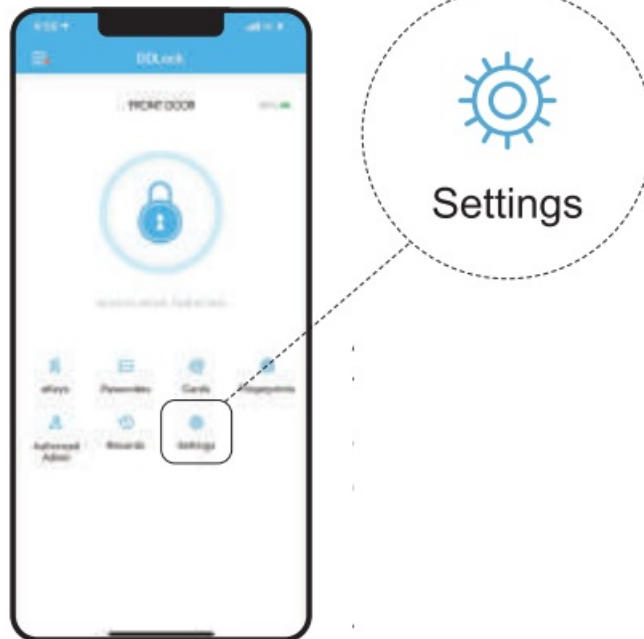 DDLock
FRONT DOOR
eKeys Passcodes Cards Fingerprints
Authorized Records Settings
Admin
Settings